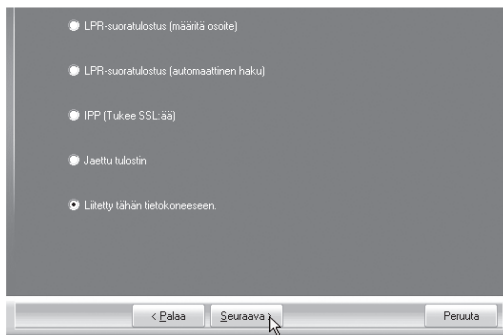 LPR-suoratulostus (määritä osoite)
LPR-suoratulostus (automaattinen haku)
IPP (Tukee SSL:ää)
Jaettu tulostin
Liitetty tähän tietokoneeseen.
< Palaa Seuraava > Peruuta